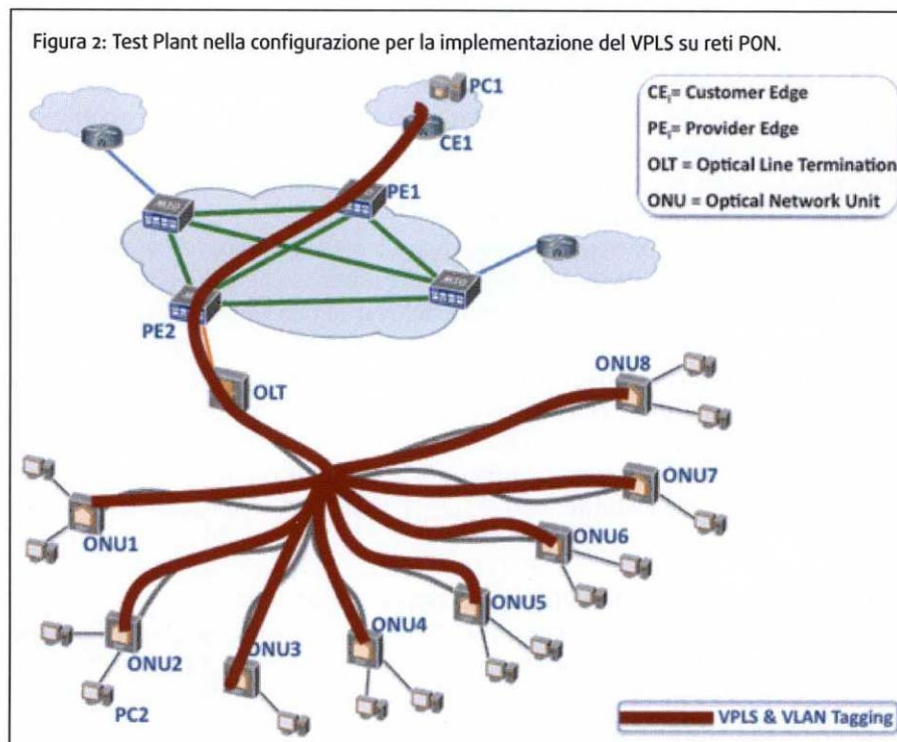 Figura 2: Test Plant nella configurazione per la implementazione del VPLS su reti PON.
PC1
CE1
PE1
PE2
OLT
CEᵢ= Customer Edge
PEᵢ= Provider Edge
OLT = Optical Line Termination
ONU = Optical Network Unit
M10
ONU8
ONU7
ONU6
ONU5
ONU4
ONU3
ONU2
ONU1
PC2
VPLS & VLAN Tagging